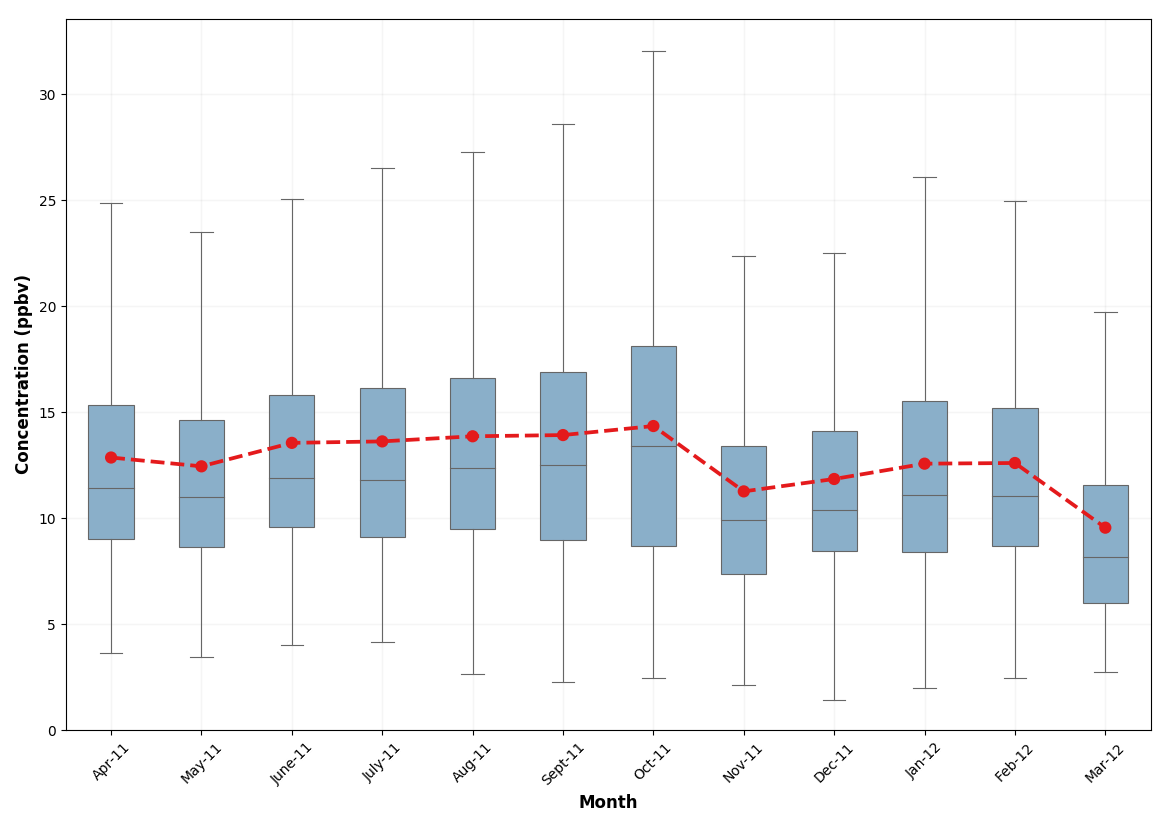 Concentration (ppbv)
30
25
20
15
10
5
0
Apr-11
May-11
June-11
July-11
Aug-11
Sept-11
Oct-11
Nov-11
Dec-11
Jan-12
Feb-12
Mar-12
Month